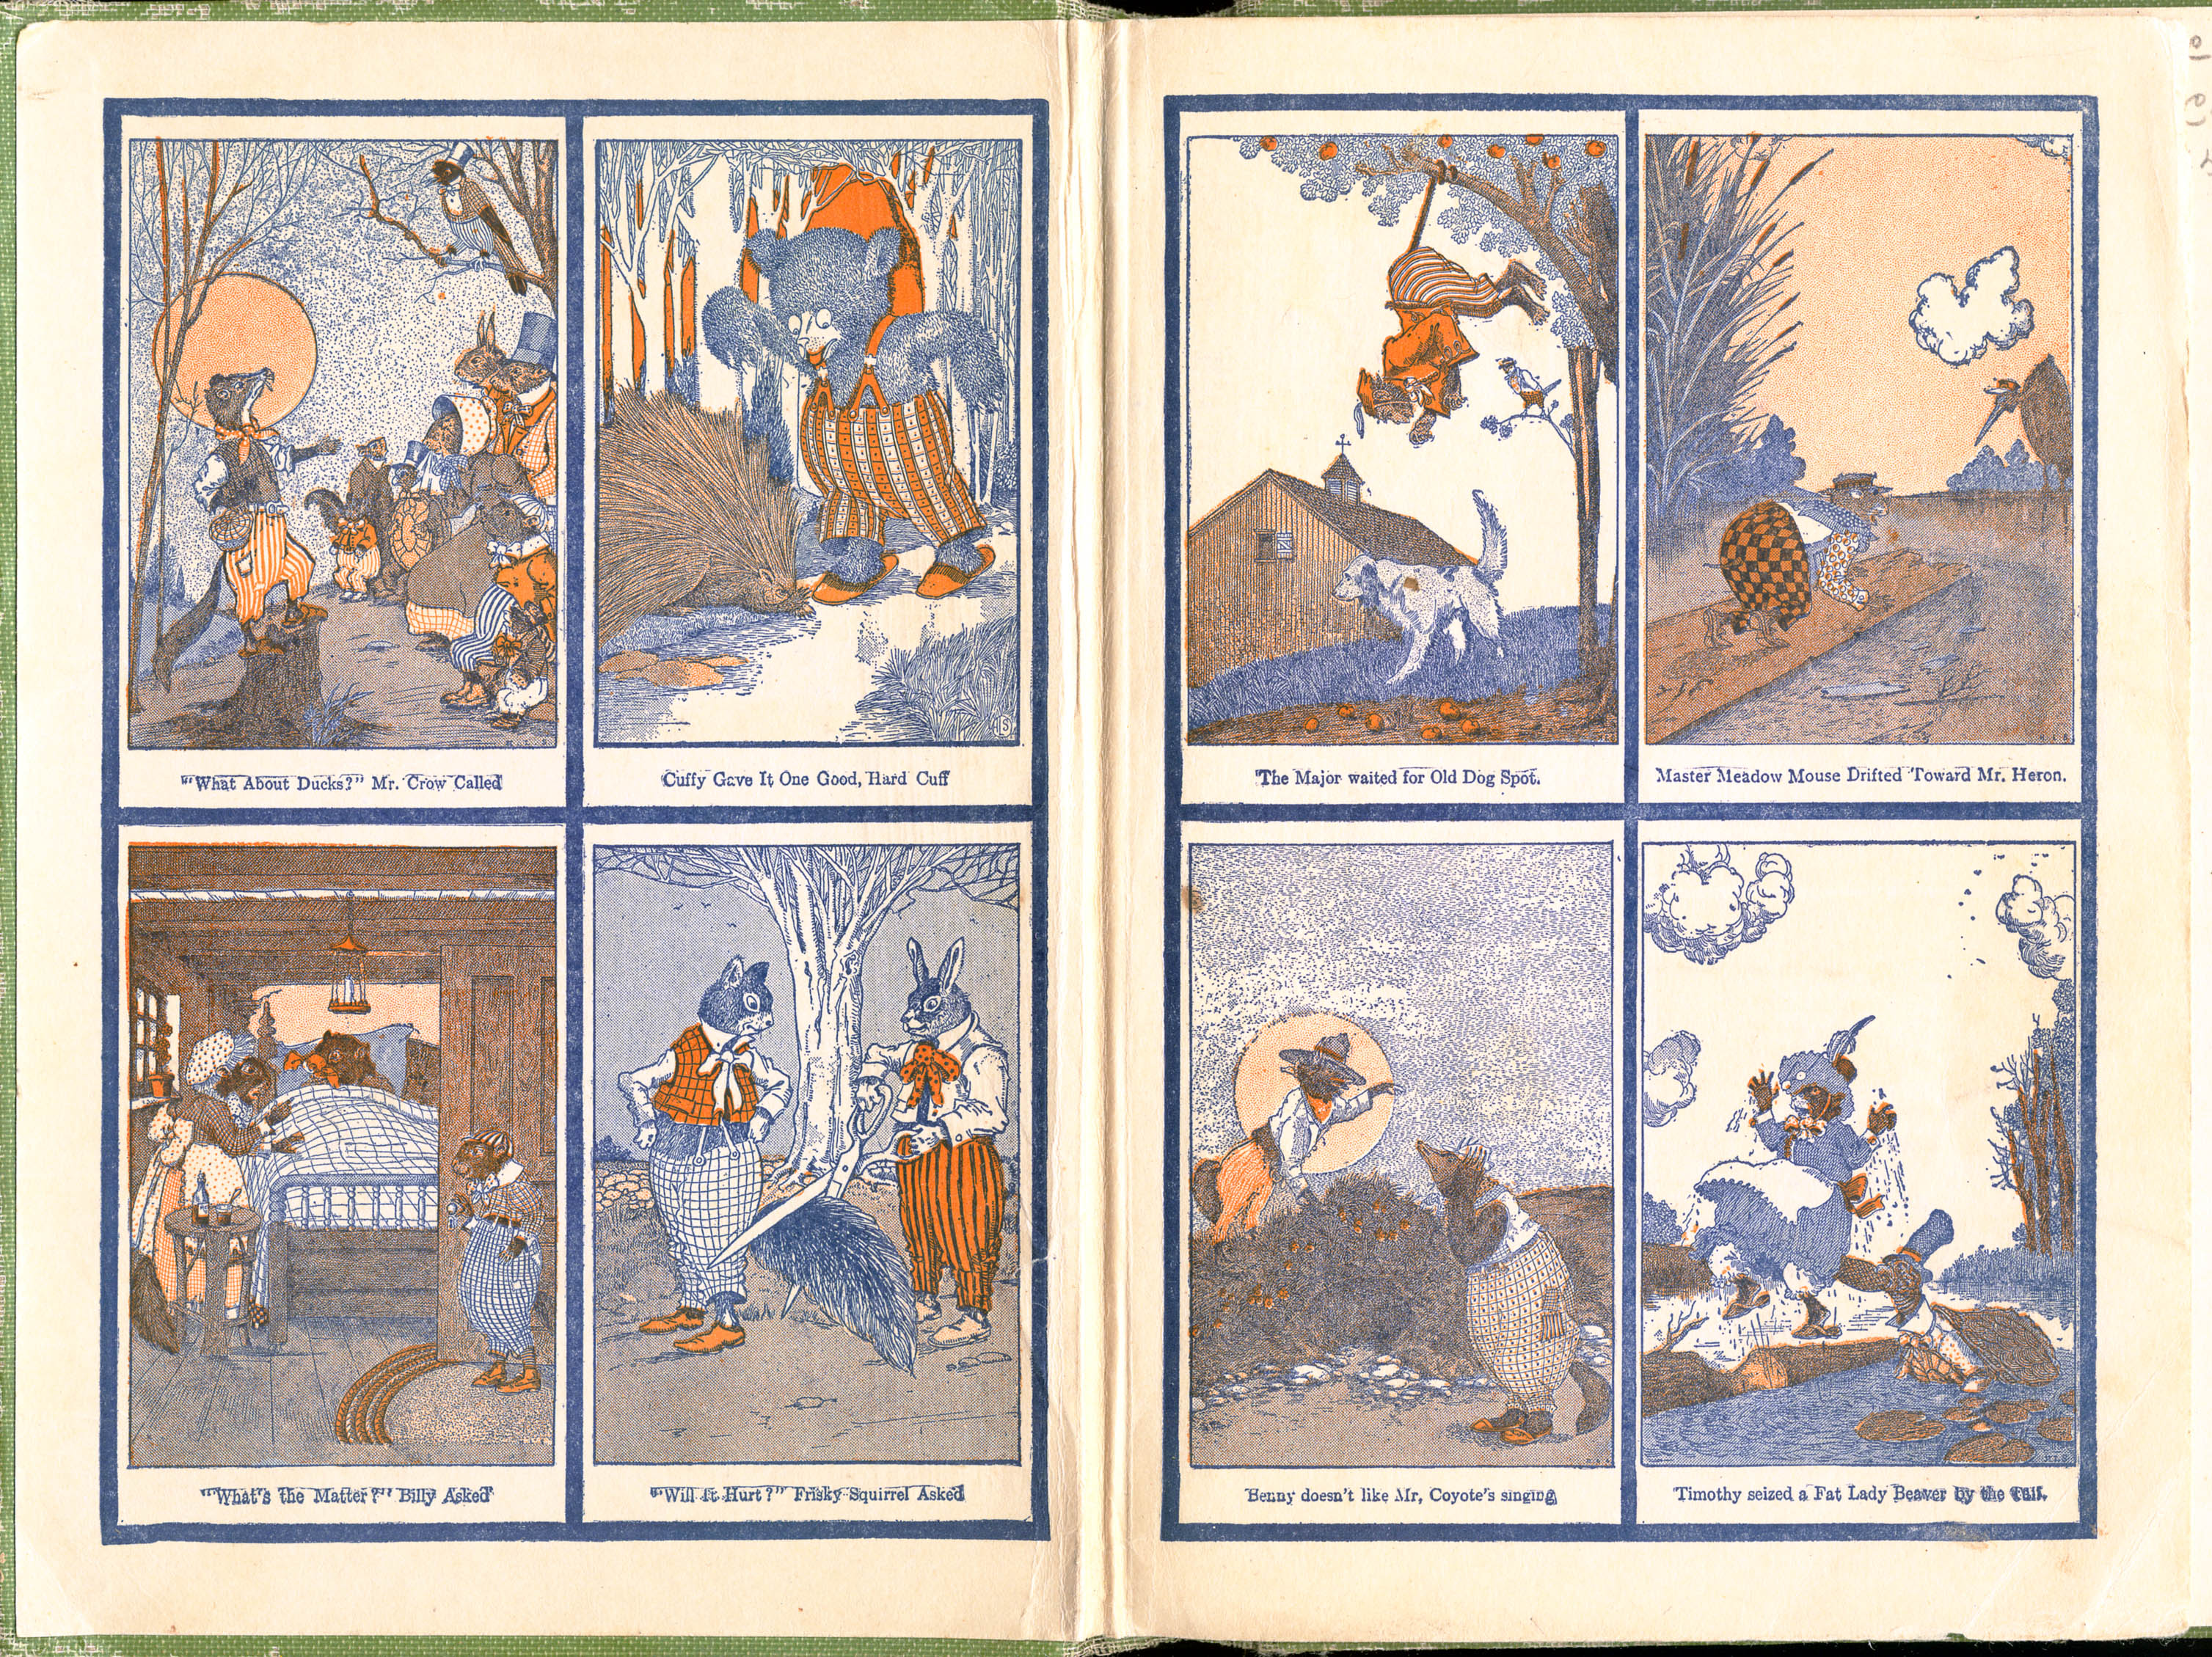 "What About Ducks?" Mr. Crow Called
Cuffy Gave It One Good, Hard Cuff
"What's the Matter?" Billy Asked
"Will It Hurt?" Frisky Squirrel Asked
The Major waited for Old Dog Spot.
Master Meadow Mouse Drifted Toward Mr. Heron.
Benny doesn't like Mr, Coyote's singing
Timothy seized a Fat Lady Beaver by the Tail.